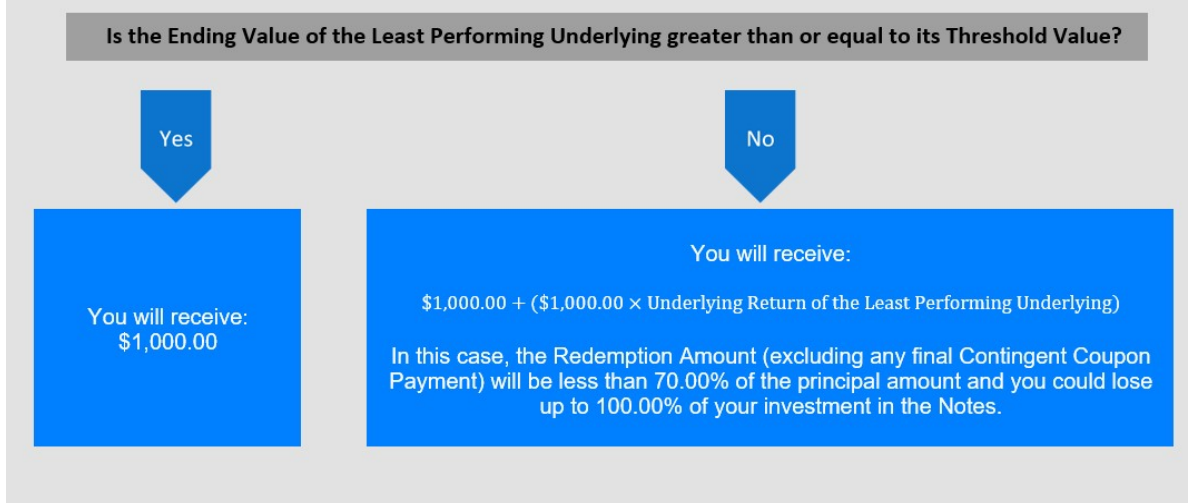 Is the Ending Value of the Least Performing Underlying greater than or equal to its Threshold Value?
Yes
No
You will receive:
$1,000.00
You will receive:
$1,000.00 + ($1,000.00 × Underlying Return of the Least Performing Underlying)
In this case, the Redemption Amount (excluding any final Contingent Coupon
Payment) will be less than 70.00% of the principal amount and you could lose
up to 100.00% of your investment in the Notes.